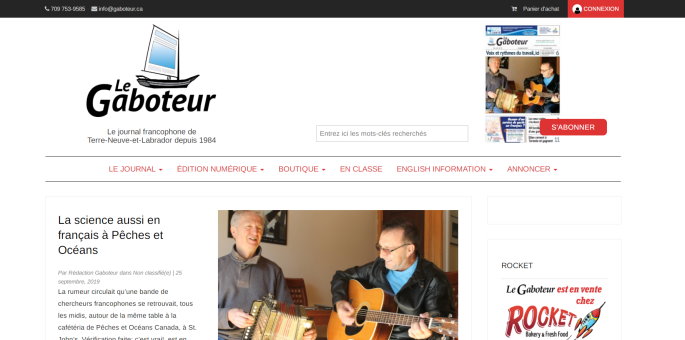 709 753-9585 info@gaboteur.ca Panier d'achat CONNEXION
Le
Gaboteur
Le journal francophone de
Terre-Neuve-et-Labrador depuis 1984
Entrez ici les mots-clés recherchés
Gaboteur
Voix et rythmes du travail, ici
S'ABONNER
LE JOURNAL ÉDITION NUMÉRIQUE BOUTIQUE EN CLASSE ENGLISH INFORMATION ANNONCER
La science aussi en
français à Pêches et
Océans
Par Rédaction Gaboteur dans Non classifié(e) | 25
septembre, 2019
La rumeur circulait qu'une bande de
chercheurs francophones se retrouvait, tous
les midis, autour de la même table à la
cafétéria de Pêches et Océans Canada, à St.
John's. Vérification faite: c'est vrai!, est en
ROCKET
Le Gaboteur est en vente
chez
ROCKET
Bakery & Fresh Food